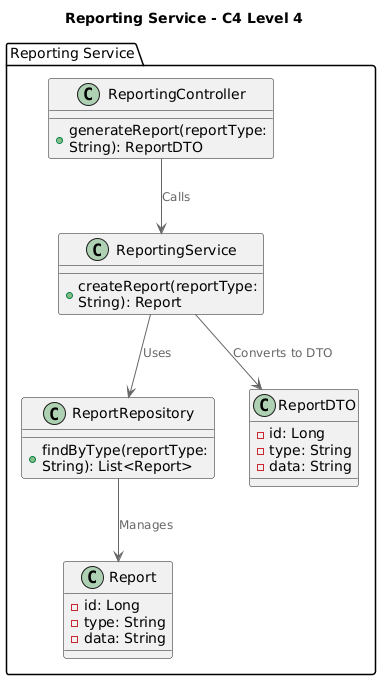 Reporting Service - C4 Level 4
Reporting Service
C ReportingController
generateReport(reportType:
String): ReportDTO
Calls
C ReportingService
createReport(reportType:
String): Report
Uses
Converts to DTO
C ReportRepository
findByType(reportType:
String): List<Report>
C ReportDTO
id: Long
type: String
data: String
Manages
C Report
id: Long
type: String
data: String